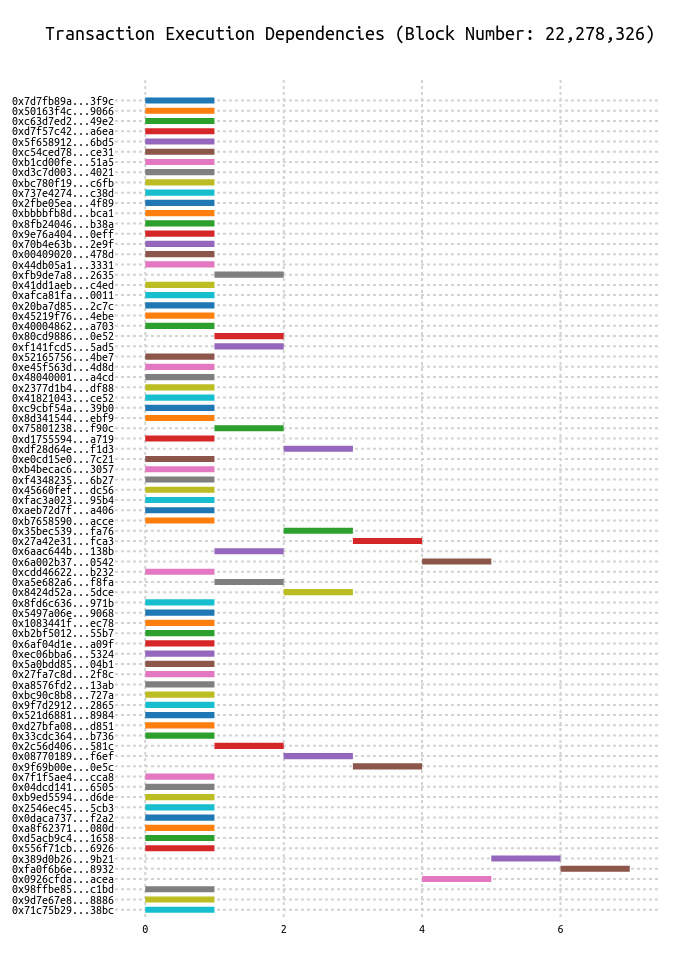 Transaction Execution Dependencies (Block Number: 22,278,326)
0x7d7fb89a...3f9c
0x50163f4c...9066
0xc63d7ed2...49e2
0xd7f57c42...a6ea
0x5f658912...6bd5
0xc54ced78...ce31
0xb1cd00fe...51a5
0xd3c7d003...4021
0xbc780f19...c6fb
0x737e4274...c38d
0x2fbe05ea...4f89
0xbbbbfb8d...bca1
0x8fb24046...b38a
0x9e76a404...0eff
0x70b4e63b...2e9f
0x00409020...478d
0x44db05a1...3331
0xfb9de7a8...2635
0x41dd1aeb...c4ed
0xafca81fa...0011
0x20ba7d85...2c7c
0x45219f76...4ebe
0x40004862...a703
0x80cd9886...0e52
0xf141fcd5...5ad5
0x52165756...4be7
0xe45f563d...4d8d
0x48040001...a4cd
0x2377d1b4...df88
0x41821043...ce52
0xc9cbf54a...39b0
0x8d341544...ebf9
0x75801238...f90c
0xd1755594...a719
0xdf28d64e...f1d3
0xe0cd15e0...7c21
0xb4becac6...3057
0xf4348235...6b27
0x45660fef...dc56
0xfac3a023...95b4
0xaeb72d7f...a406
0xb7658590...acce
0x35bec539...fa76
0x27a42e31...fca3
0x6aac644b...138b
0x6a002b37...0542
0xcdd46622...b232
0xa5e682a6...f8fa
0x8424d52a...5dce
0x8fd6c636...971b
0x5497a06e...9068
0x1083441f...ec78
0xb2bf5012...55b7
0x6af04d1e...a09f
0xec06bba6...5324
0x5a0bdd85...04b1
0x27fa7c8d...2f8c
0xa8576fd2...13ab
0xbc90c8b8...727a
0x9f7d2912...2865
0x521d6881...8984
0xd27bfa08...d851
0x33cdc364...b736
0x2c56d406...581c
0x08770189...f6ef
0x9f69b00e...0e5c
0x7f1f5ae4...cca8
0x04dcd141...6505
0xb9ed5594...d6de
0x2546ec45...5cb3
0x0daca737...f2a2
0xa8f62371...080d
0xd5acb9c4...1658
0x556f71cb...6926
0x389d0b26...9b21
0xfa0f6b6e...8932
0x0926cfda...acea
0x98ffbe85...c1bd
0x9d7e67e8...8886
0x71c75b29...38bc
0 2 4 6